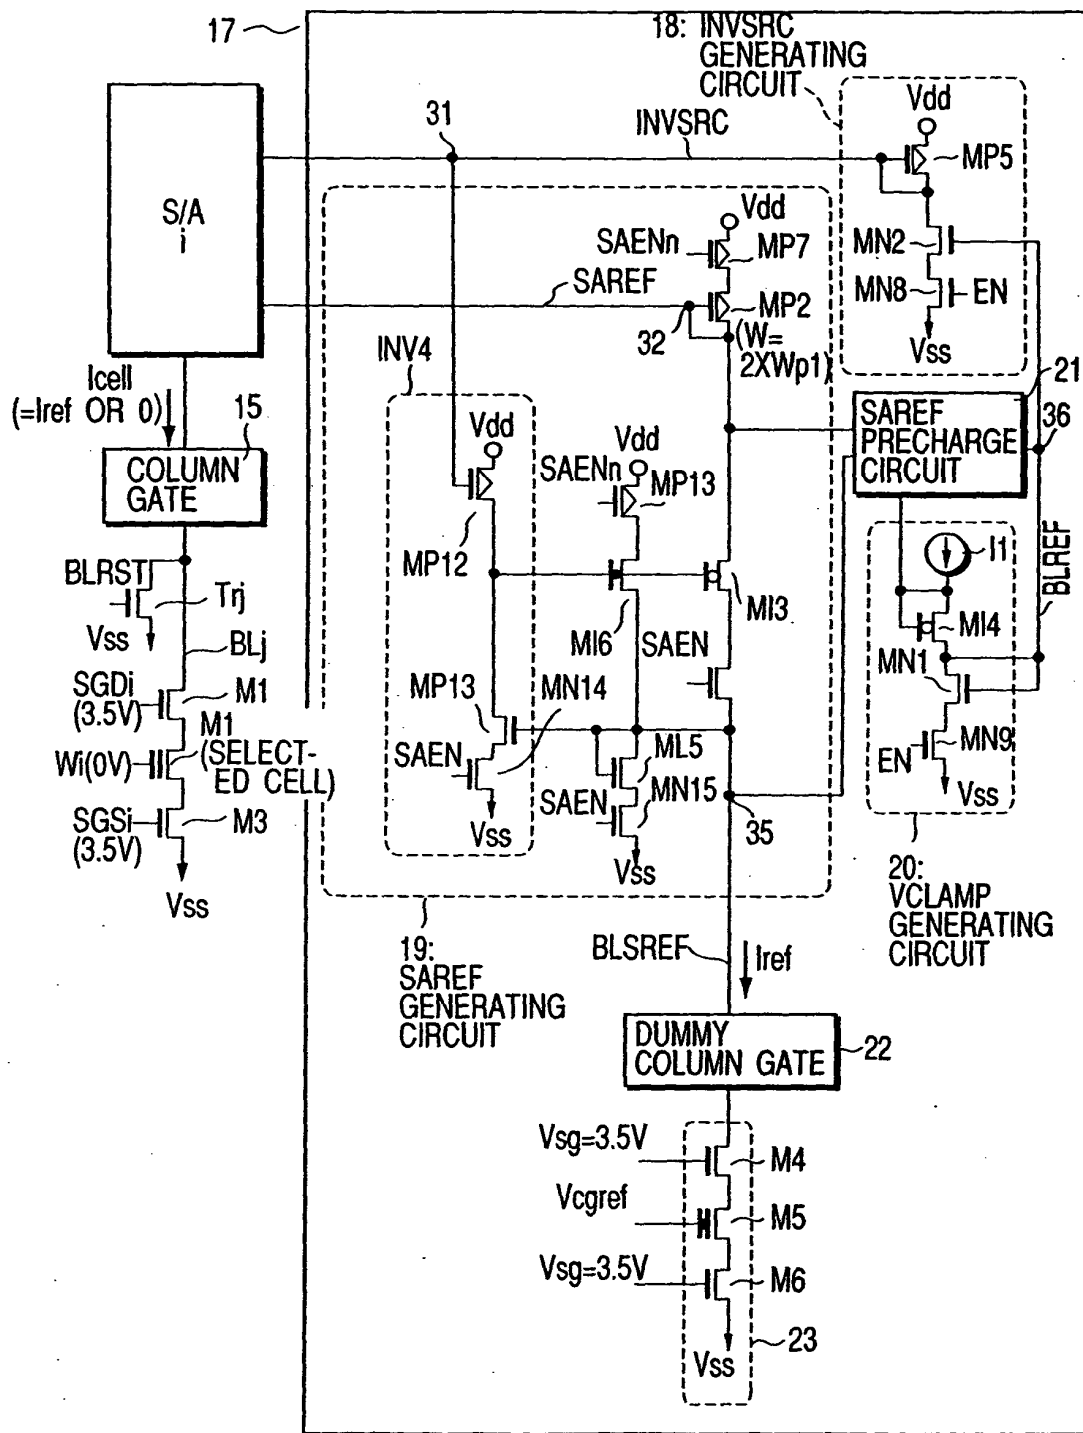 17
18: INVSRC
GENERATING
CIRCUIT
Vdd
MP5
31
INVSRC
S/A
i
Vdd
SAENn
MP7
MN2
SAREF
MP2
MN8
EN
32
(W=
2XWp1)
Vss
INV4
21
Icell
(=Iref OR 0)
15
SAREF
PRECHARGE
CIRCUIT
36
COLUMN
GATE
Vdd
Vdd
SAENn
MP13
I1
BLREF
MP12
BLRST
Trj
MI3
MI4
Vss
MI6
MN1
BLj
SAEN
SGDi
(3.5V)
M1
MP13
MN14
M1
(SELECT-
ED CELL)
Wi(0V)
SAEN
ML5
MN9
EN
SAEN
MN15
SGSi
(3.5V)
M3
Vss
Vss
35
Vss
Vss
20:
VCLAMP
GENERATING
CIRCUIT
19:
SAREF
GENERATING
CIRCUIT
BLSREF
Iref
DUMMY
COLUMN GATE
22
Vsg=3.5V
M4
Vcgref
M5
Vsg=3.5V
M6
Vss
23